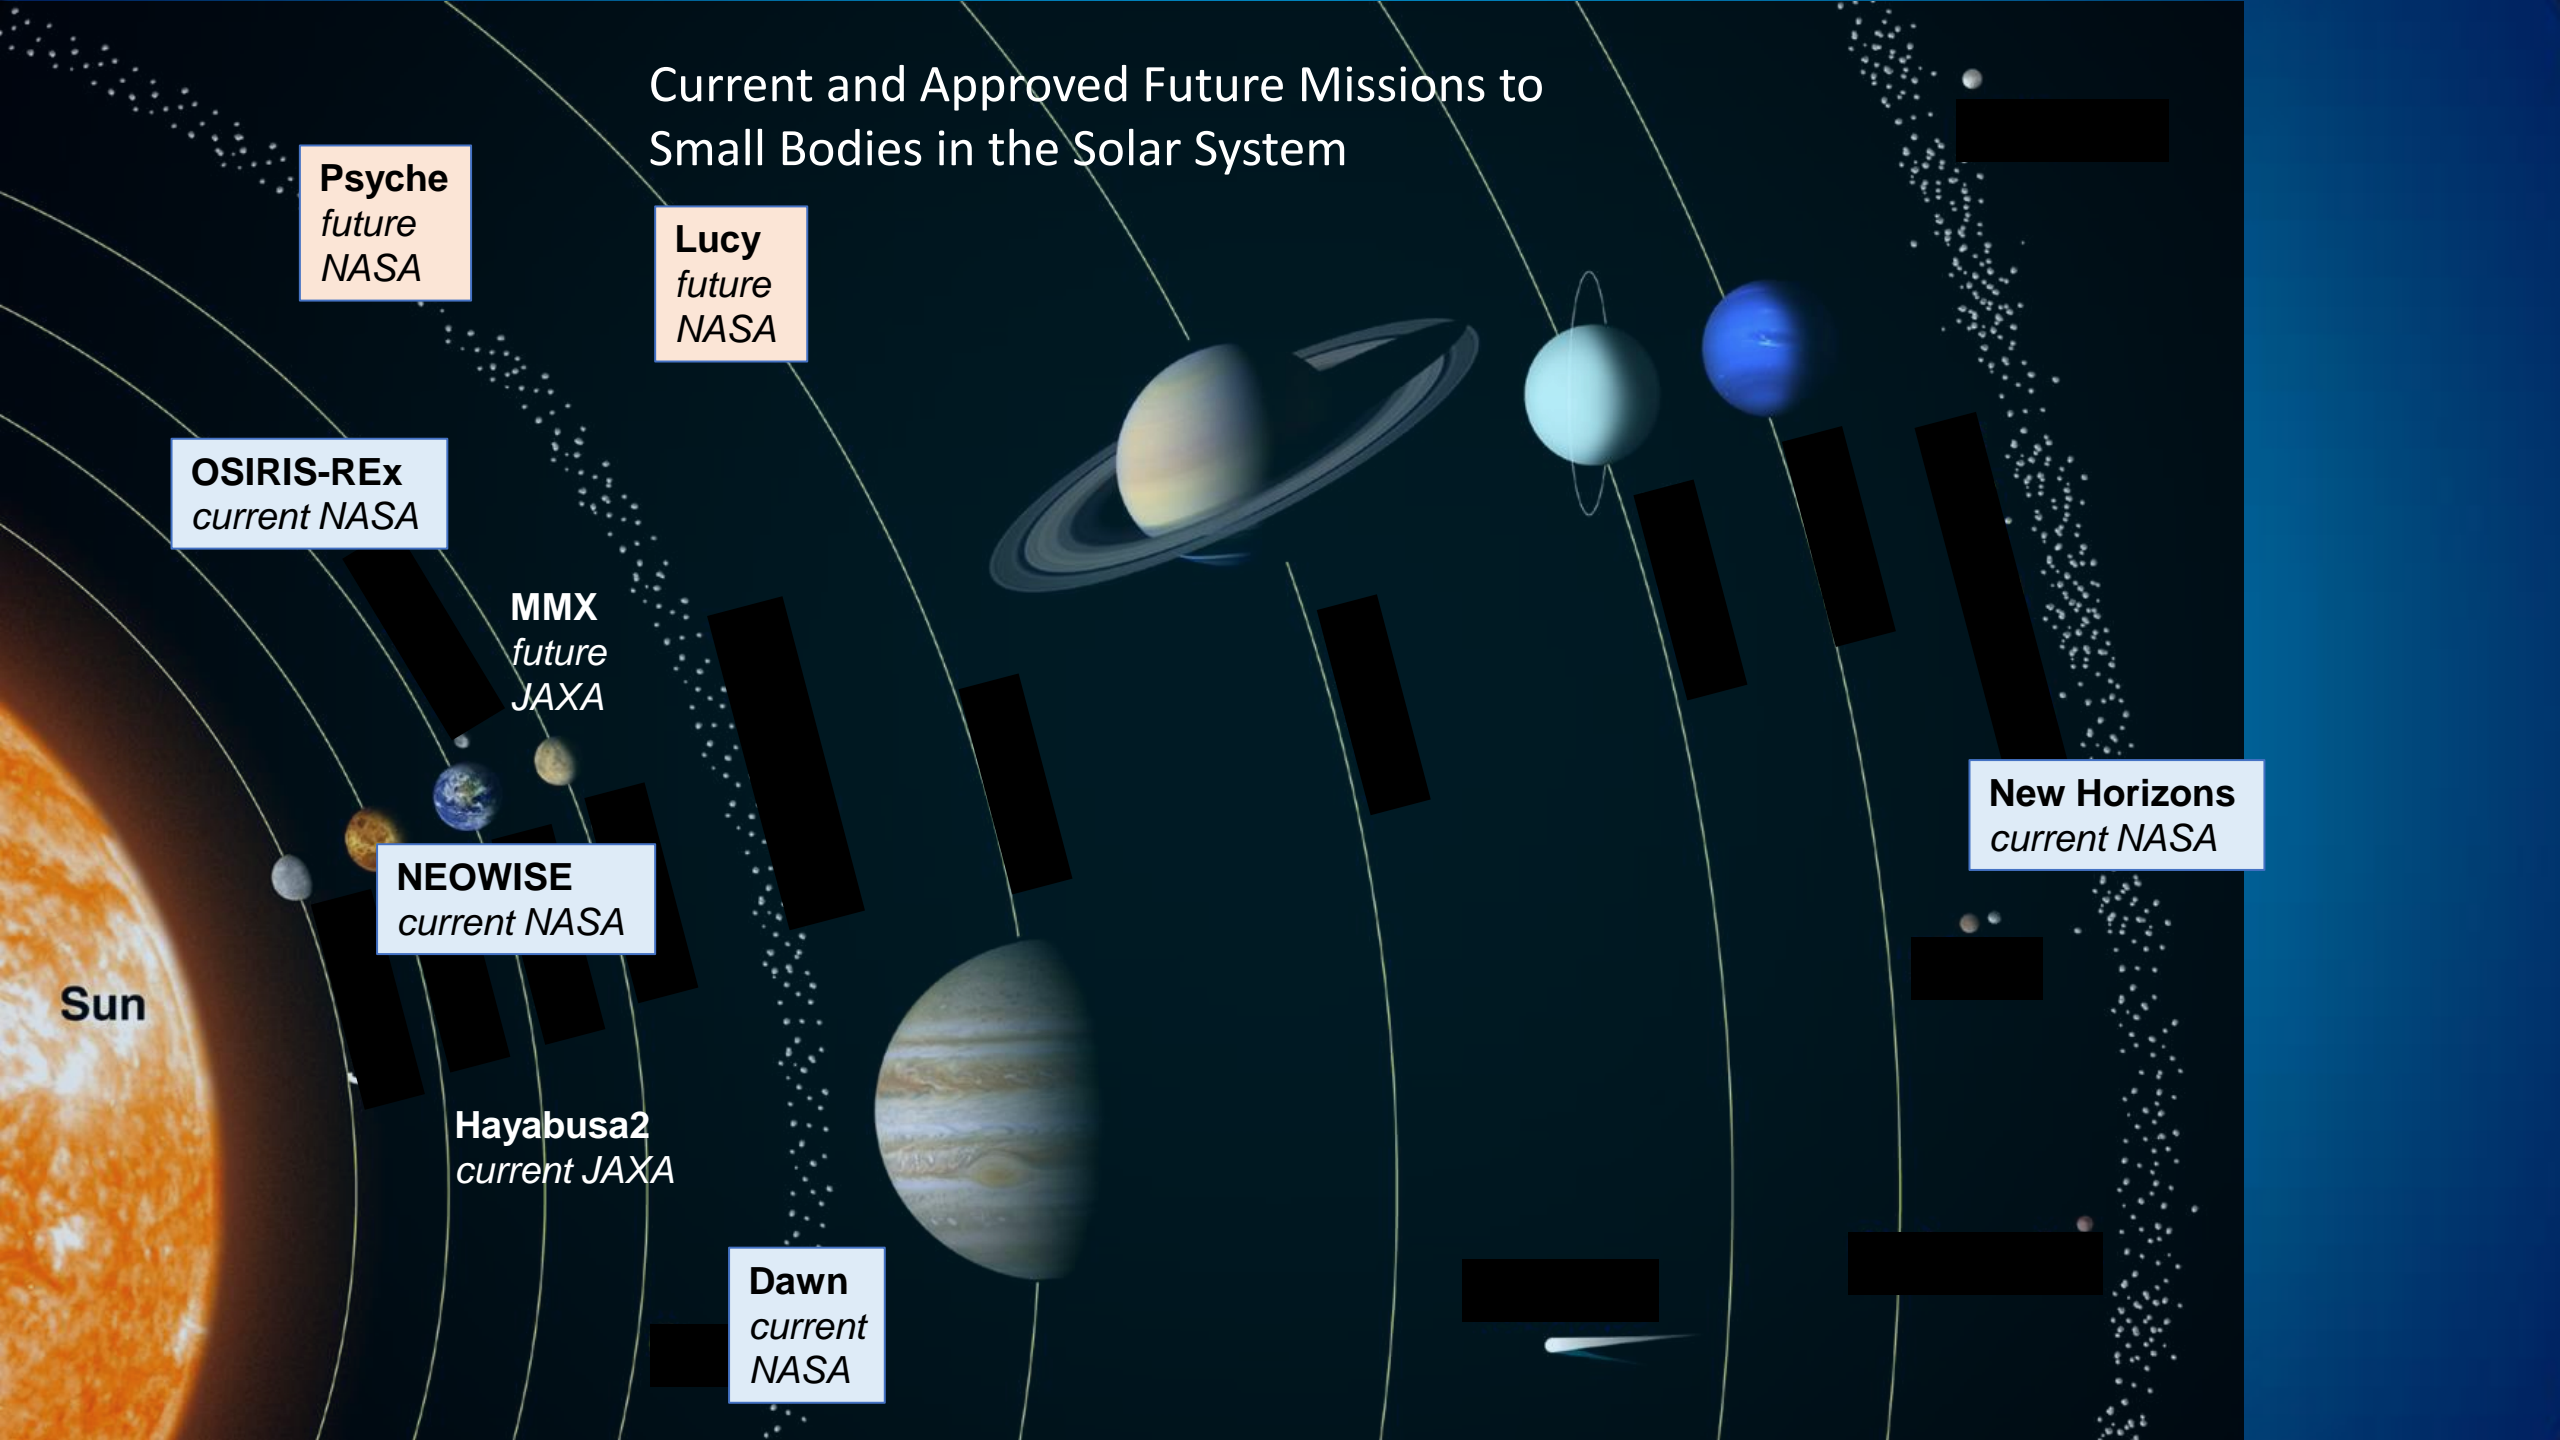 Current and Approved Future Missions to
Small Bodies in the Solar System
Psyche
future
NASA
Lucy
future
NASA
OSIRIS-REx
current NASA
MMX
future
JAXA
New Horizons
current NASA
NEOWISE
current NASA
Sun
Hayabusa2
current JAXA
Dawn
current
NASA